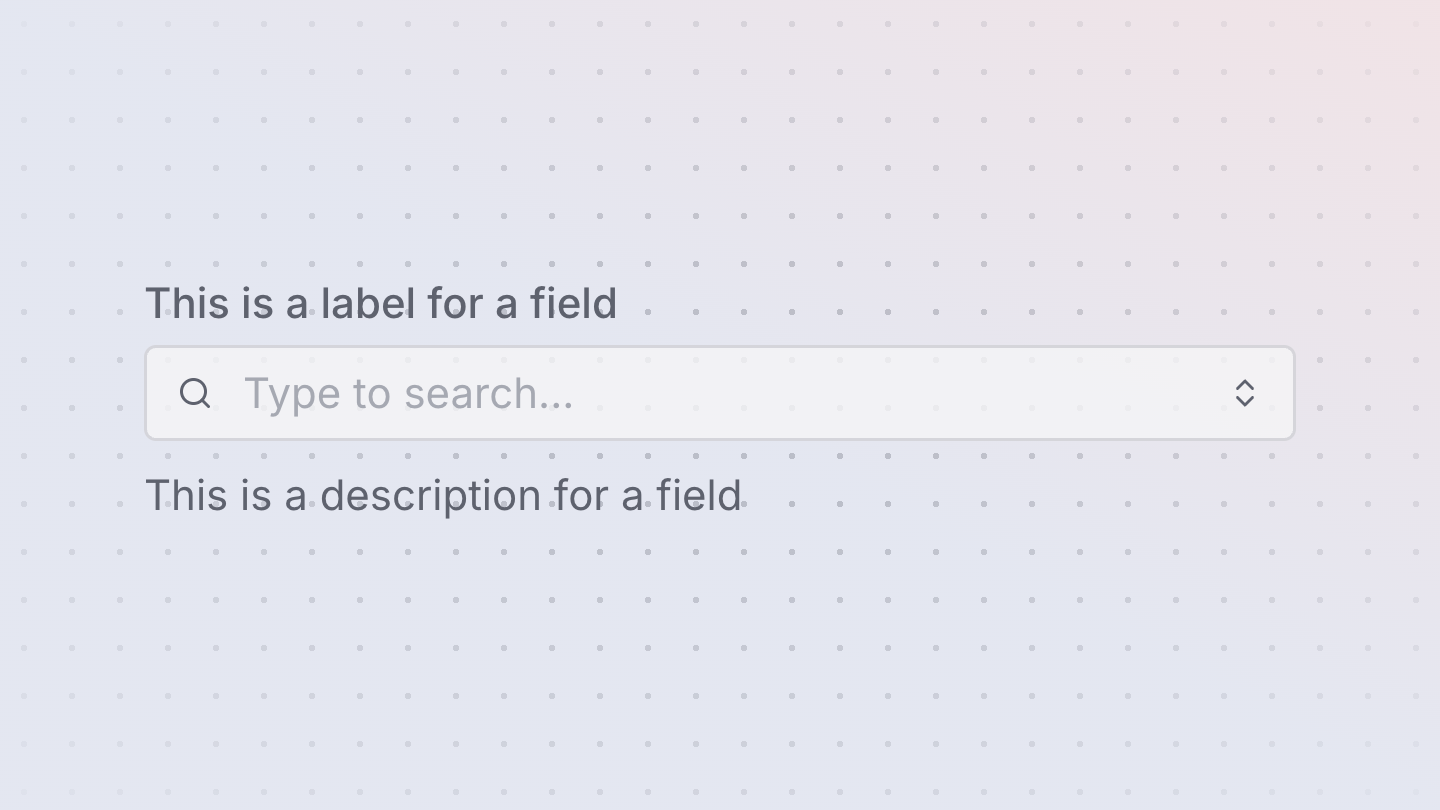 This is a label for a field
Type to search...
This is a description for a field